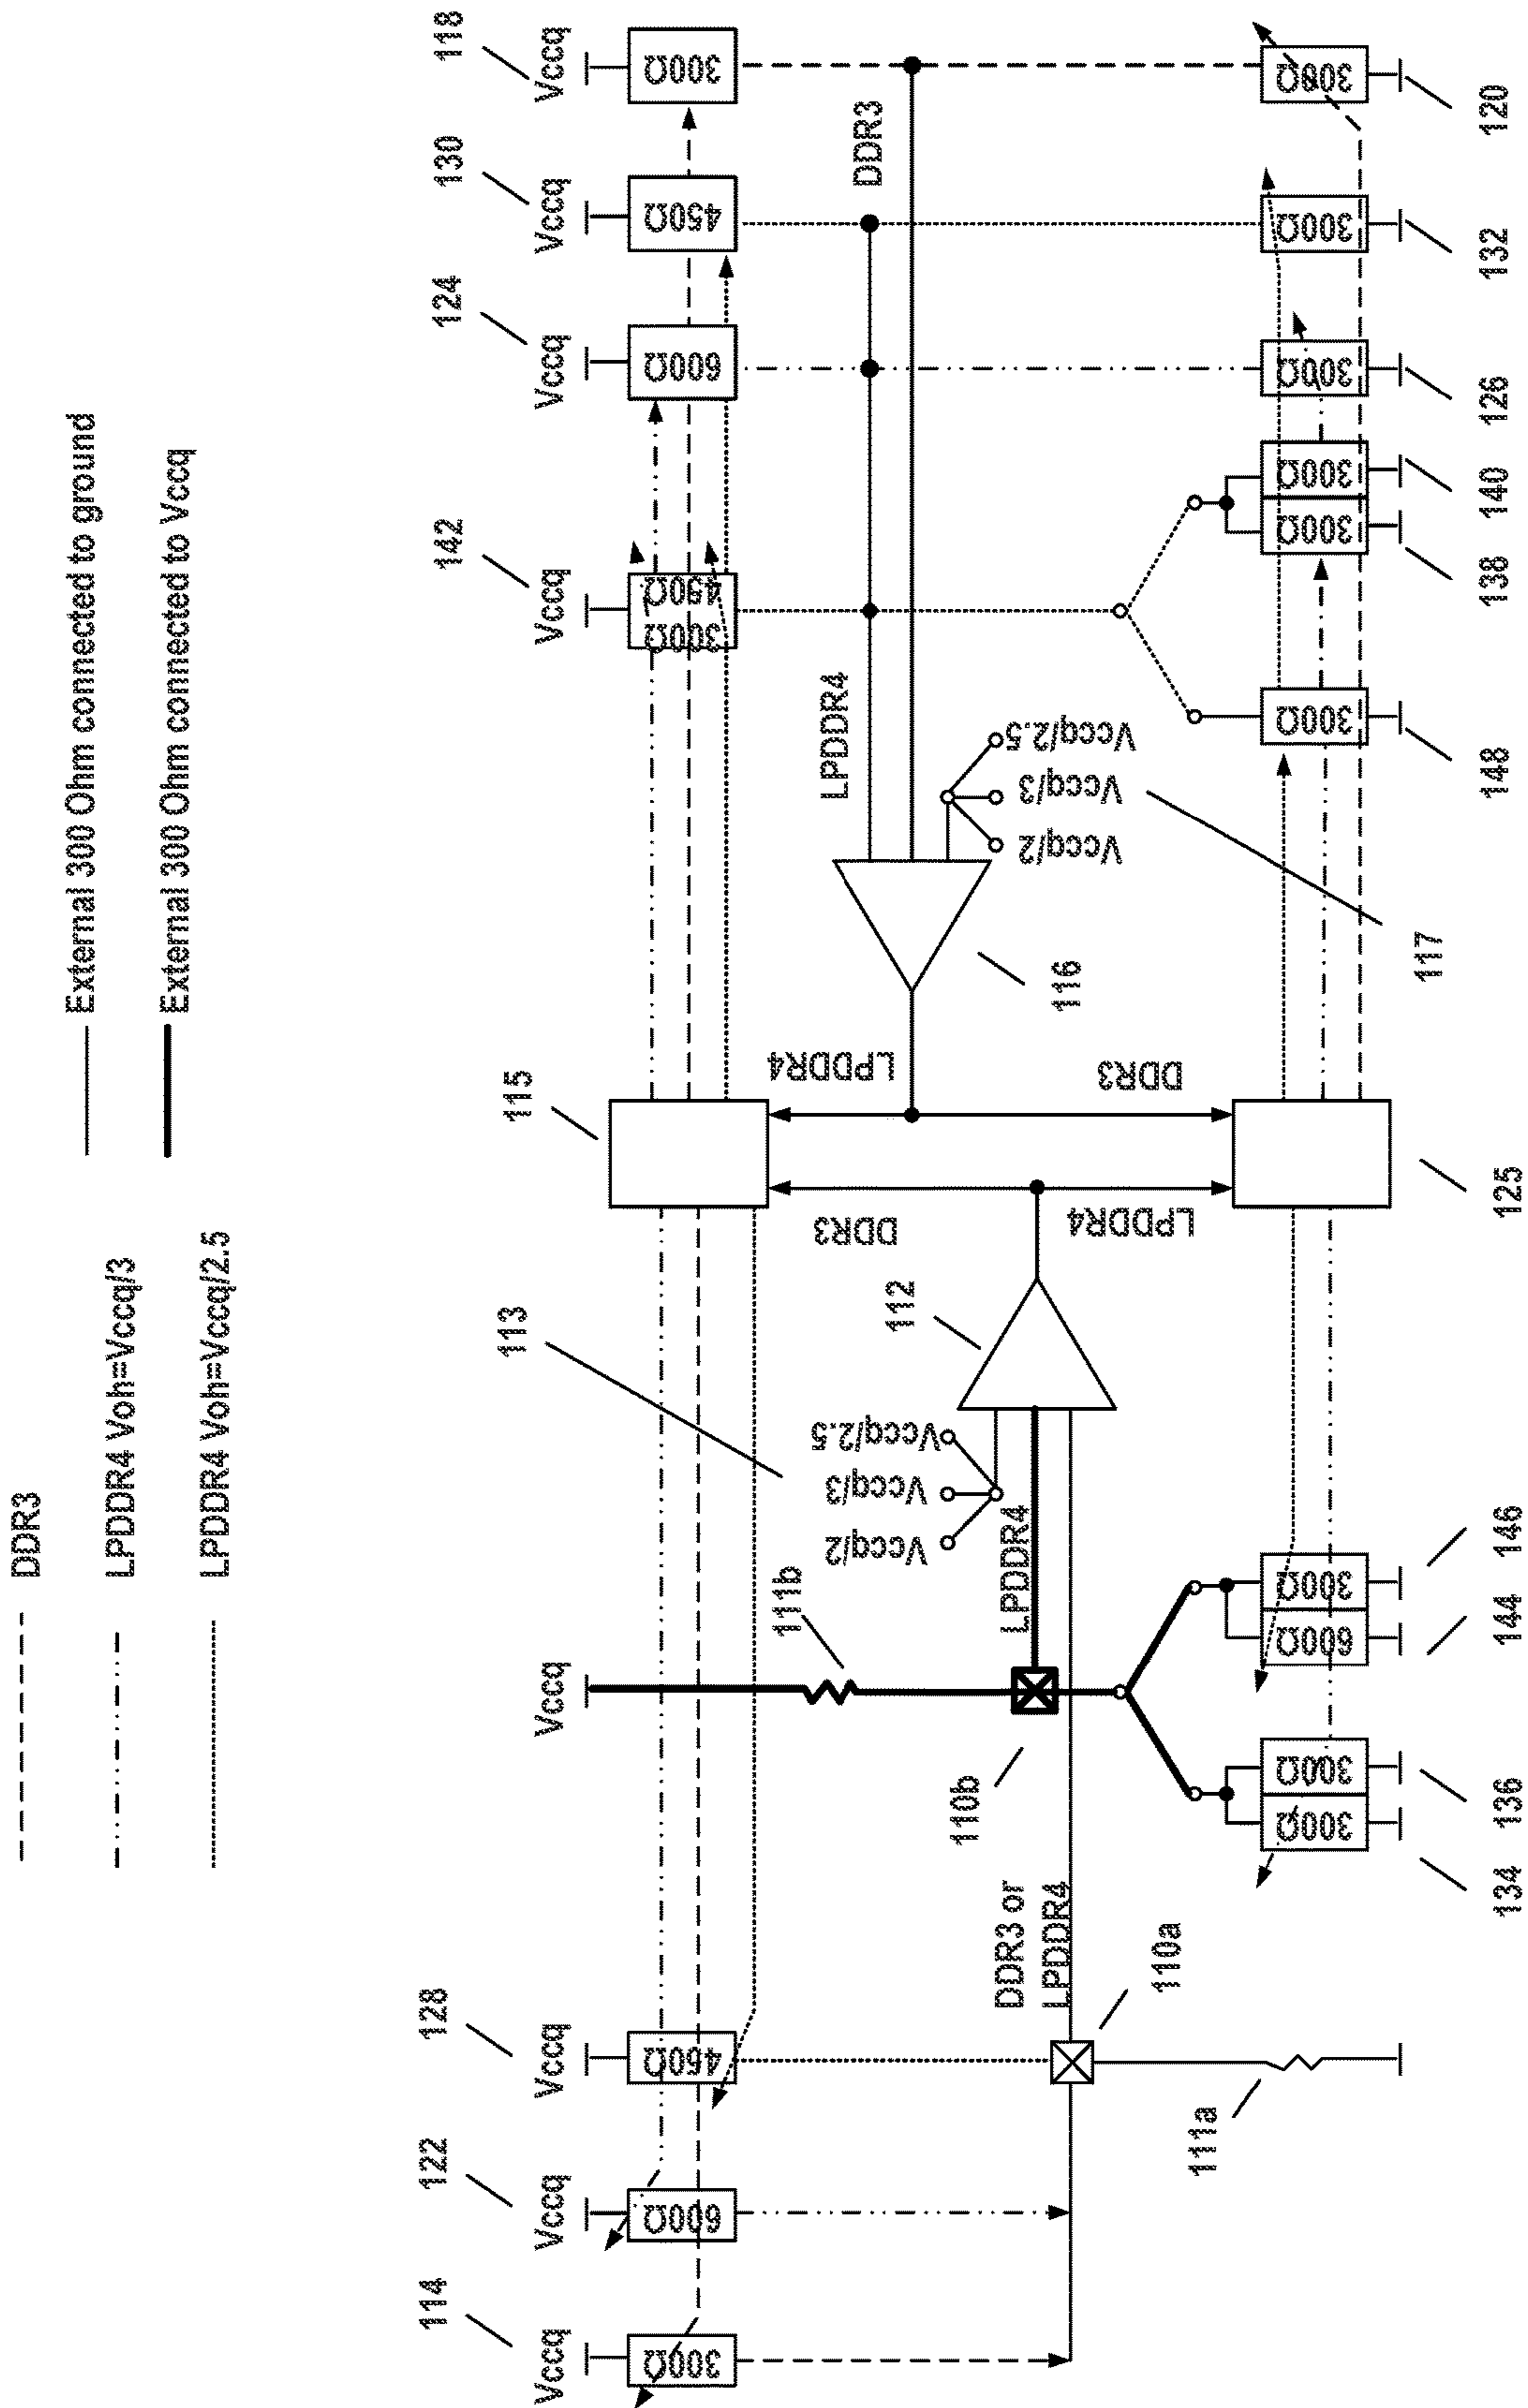 DDR3
LPDDR4 Voh=Vccq/3
LPDDR4 Voh=Vccq/2.5
External 300 Ohm connected to ground
External 300 Ohm connected to Vccq
114
122
128
113
115
142
124
130
118
Vccq
Vccq
Vccq
Vccq
Vccq
Vccq
Vccq
Vccq
300Ω
600Ω
450Ω
300Ω
450Ω
600Ω
450Ω
300Ω
111b
DDR3
LPDDR4
LPDDR4
DDR3
Vccq/2
Vccq/3
Vccq/2.5
112
LPDDR4
LPDDR4
DDR3
116
Vccq/2
Vccq/3
Vccq/2.5
110b
DDR3 or
LPDDR4
110a
111a
300Ω
300Ω
600Ω
300Ω
300Ω
300Ω
300Ω
300Ω
300Ω
300Ω
117
134
136
144
146
125
148
138
140
126
132
120